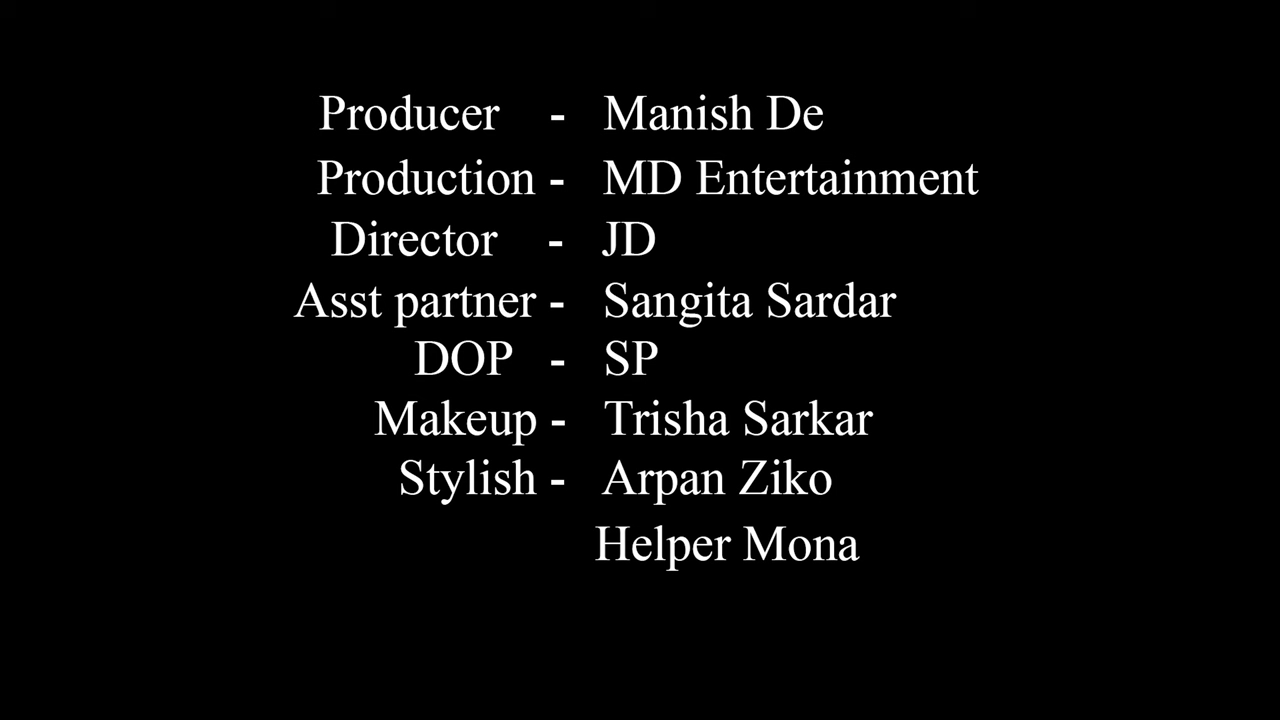 Producer - Manish De
Production - MD Entertainment
Director - JD
Asst partner - Sangita Sardar
DOP - SP
Makeup - Trisha Sarkar
Stylish - Arpan Ziko
Helper Mona